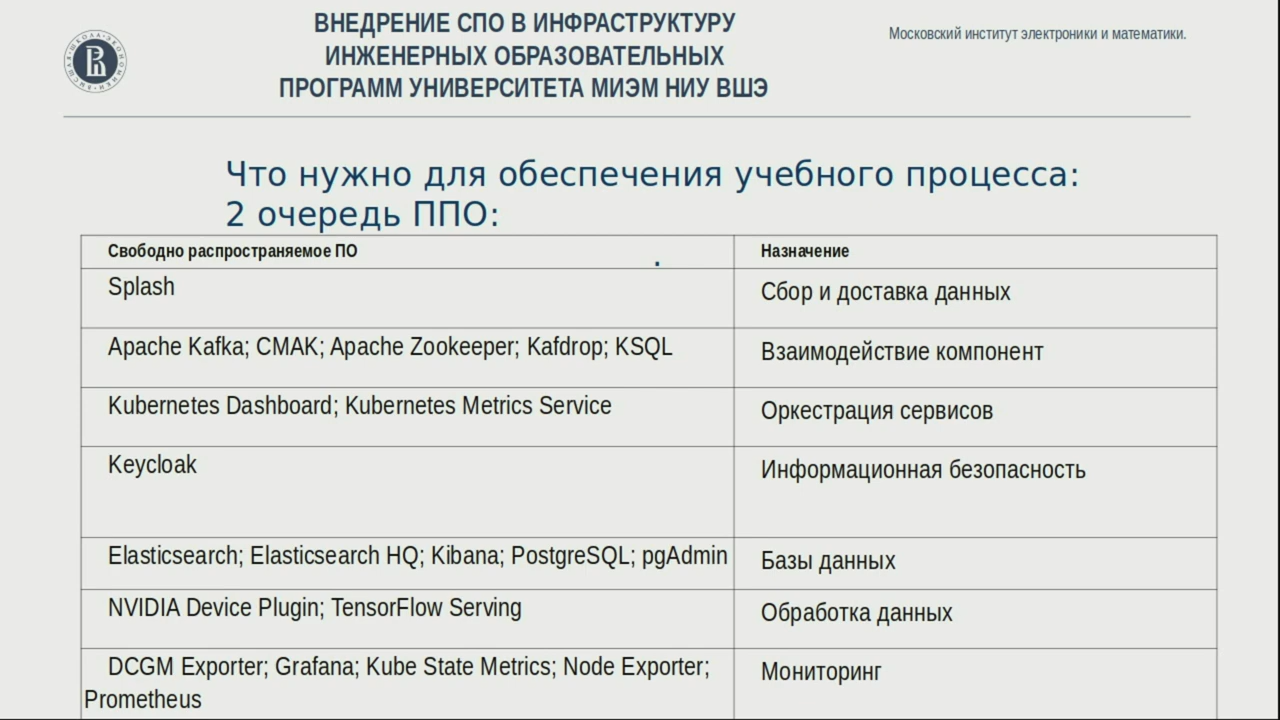 ВНЕДРЕНИЕ СПО В ИНФРАСТРУКТУРУ
ИНЖЕНЕРНЫХ ОБРАЗОВАТЕЛЬНЫХ
ПРОГРАММ УНИВЕРСИТЕТА МИЭМ НИУ ВШЭ
Московский институт электроники и математики.
Что нужно для обеспечения учебного процесса:
2 очередь ППО:
.
Свободно распространяемое ПО
Назначение
Splash
Сбор и доставка данных
Apache Kafka; CMAK; Apache Zookeeper; Kafdrop; KSQL
Взаимодействие компонент
Kubernetes Dashboard; Kubernetes Metrics Service
Оркестрация сервисов
Keycloak
Информационная безопасность
Elasticsearch; Elasticsearch HQ; Kibana; PostgreSQL; pgAdmin
Базы данных
NVIDIA Device Plugin; TensorFlow Serving
Обработка данных
DCGM Exporter; Grafana; Kube State Metrics; Node Exporter;
Prometheus
Мониторинг